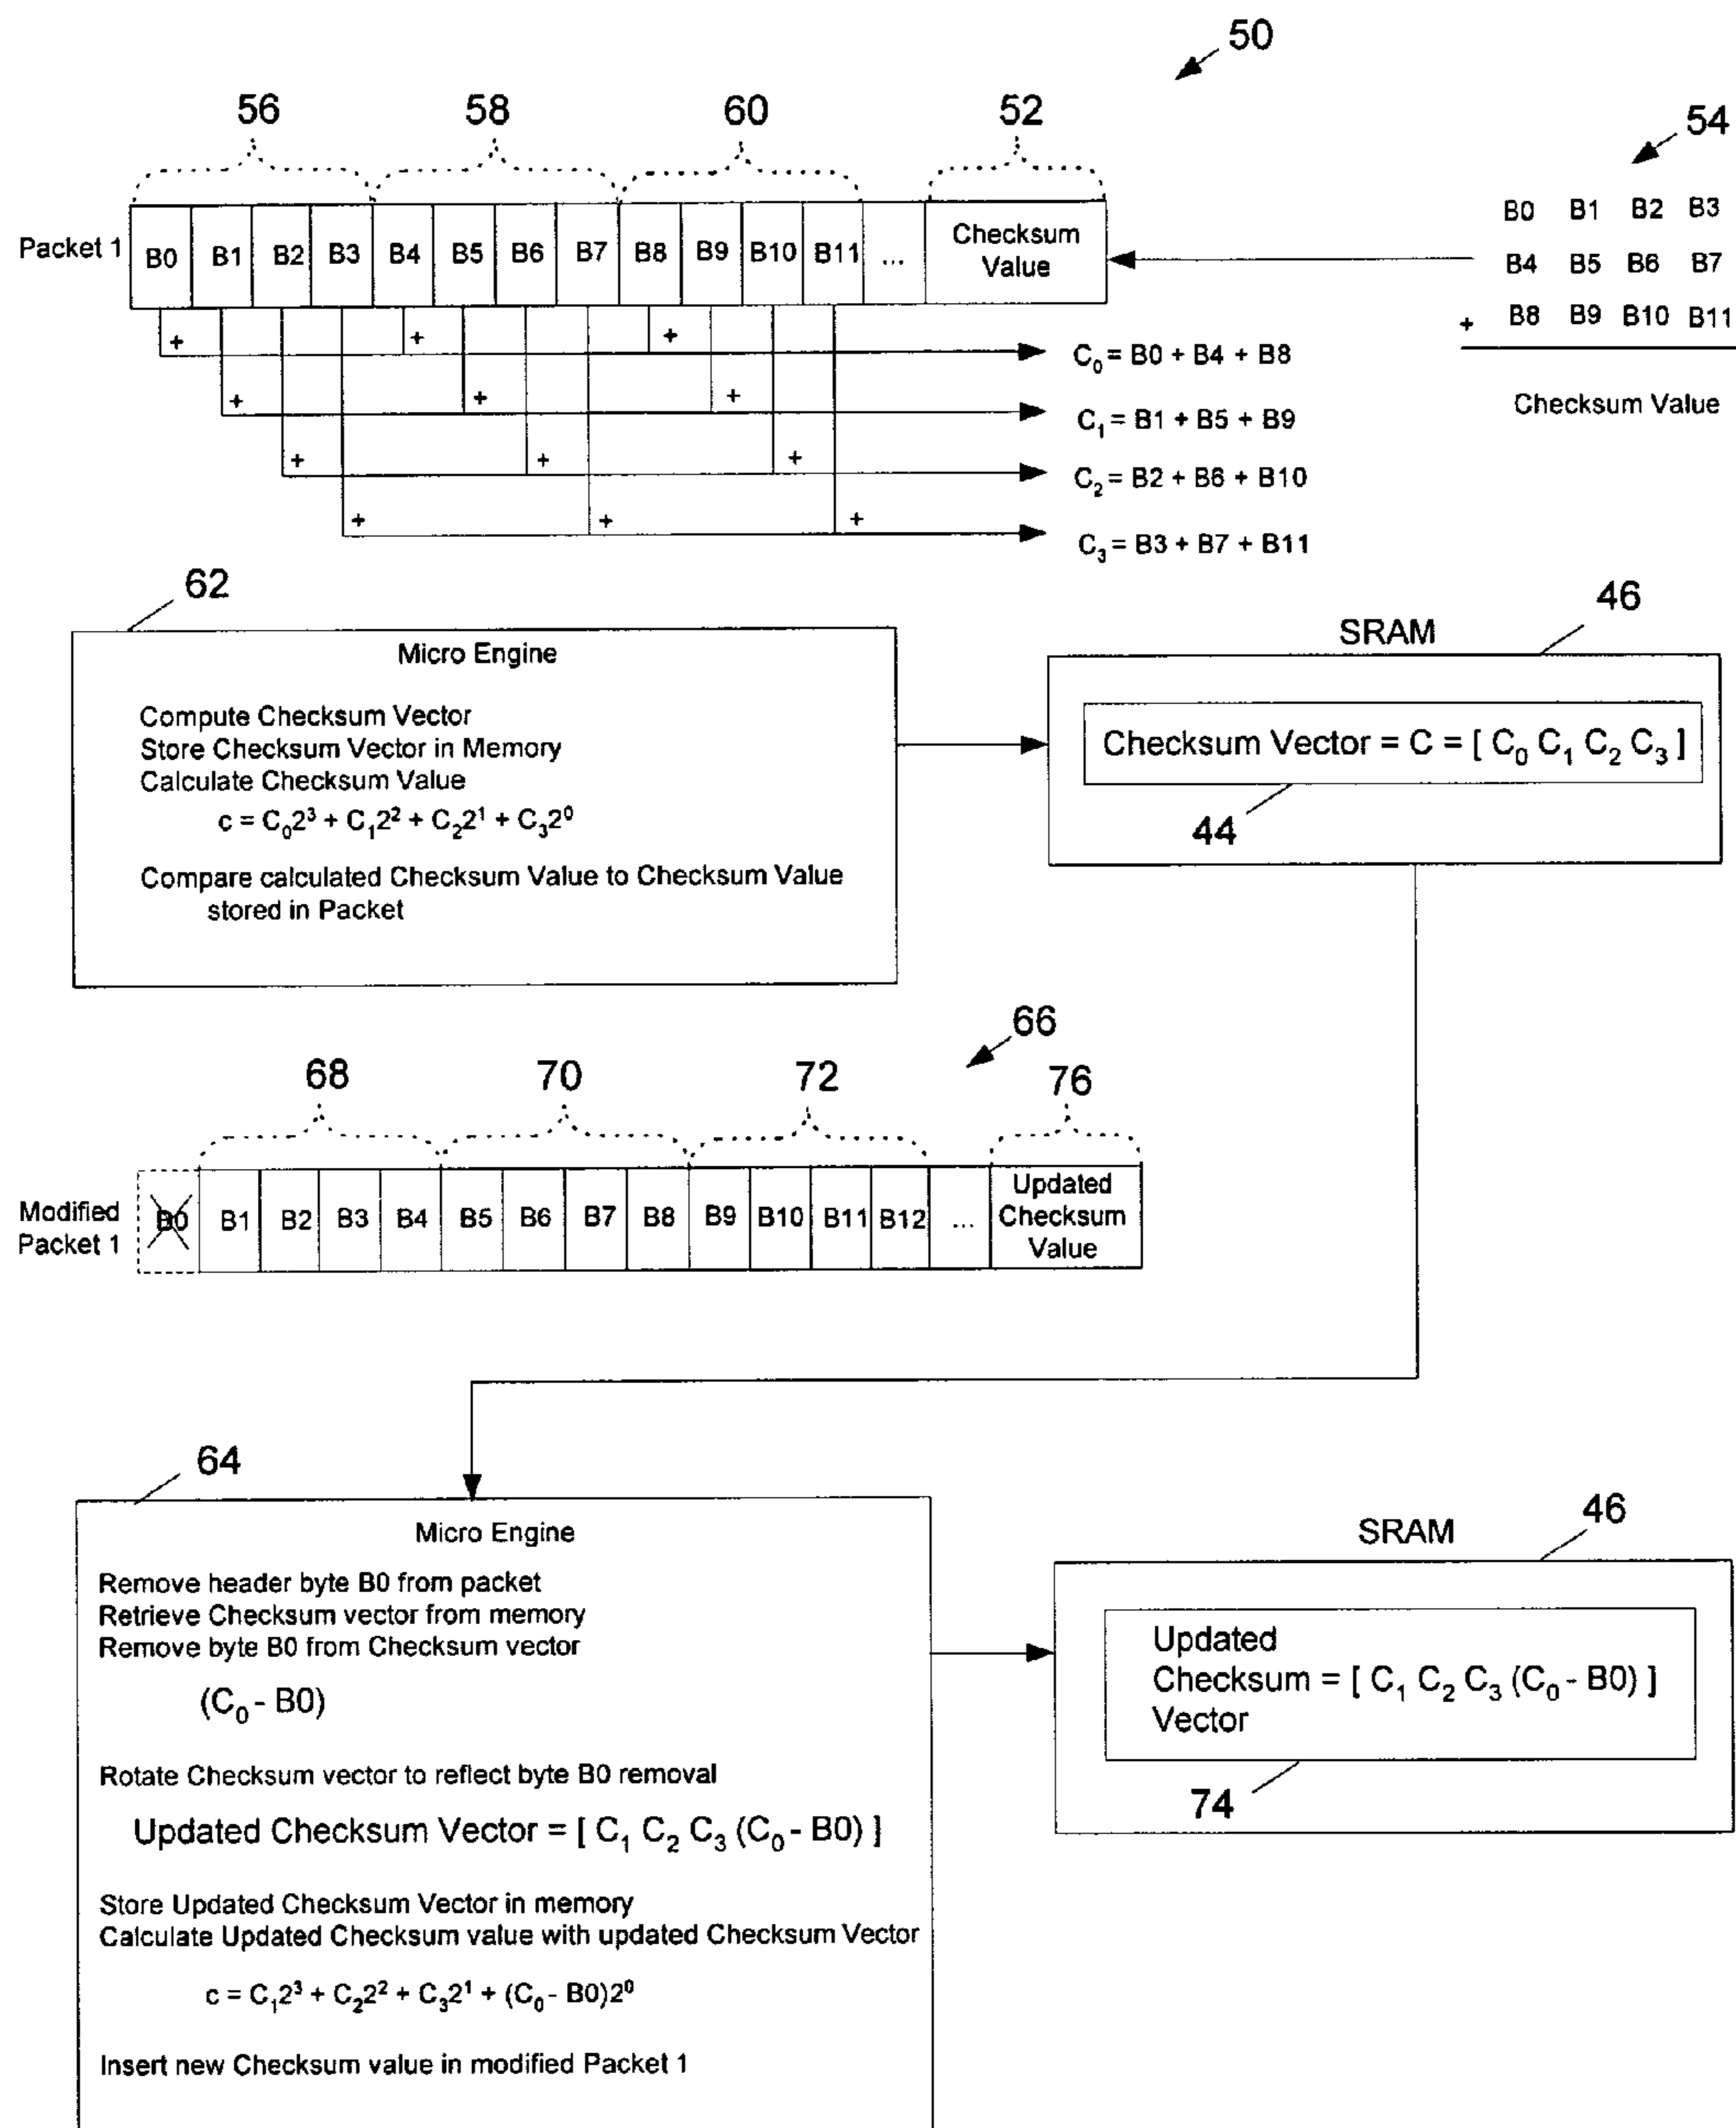 50
56 58 60 52
54
Packet 1 B0 B1 B2 B3 B4 B5 B6 B7 B8 B9 B10 B11 ... Checksum Value
B0 B1 B2 B3
B4 B5 B6 B7
+ B8 B9 B10 B11
Checksum Value
+ + + C₀ = B0 + B4 + B8
+ + + C₁ = B1 + B5 + B9
+ + + C₂ = B2 + B6 + B10
+ + + C₃ = B3 + B7 + B11
62
Micro Engine
Compute Checksum Vector
Store Checksum Vector in Memory
Calculate Checksum Value
c = C₀2³ + C₁2² + C₂2¹ + C₃2⁰
Compare calculated Checksum Value to Checksum Value
stored in Packet
46
SRAM
Checksum Vector = C = [ C₀ C₁ C₂ C₃ ]
44
66
68 70 72 76
Modified
Packet 1
B0 B1 B2 B3 B4 B5 B6 B7 B8 B9 B10 B11 B12 ...
Updated
Checksum
Value
64
Micro Engine
Remove header byte B0 from packet
Retrieve Checksum vector from memory
Remove byte B0 from Checksum vector
(C₀ - B0)
Rotate Checksum vector to reflect byte B0 removal
Updated Checksum Vector = [ C₁ C₂ C₃ (C₀ - B0) ]
Store Updated Checksum Vector in memory
Calculate Updated Checksum value with updated Checksum Vector
c = C₁2³ + C₂2² + C₃2¹ + (C₀ - B0)2⁰
Insert new Checksum value in modified Packet 1
46
SRAM
Updated
Checksum = [ C₁ C₂ C₃ (C₀ - B0) ]
Vector
74